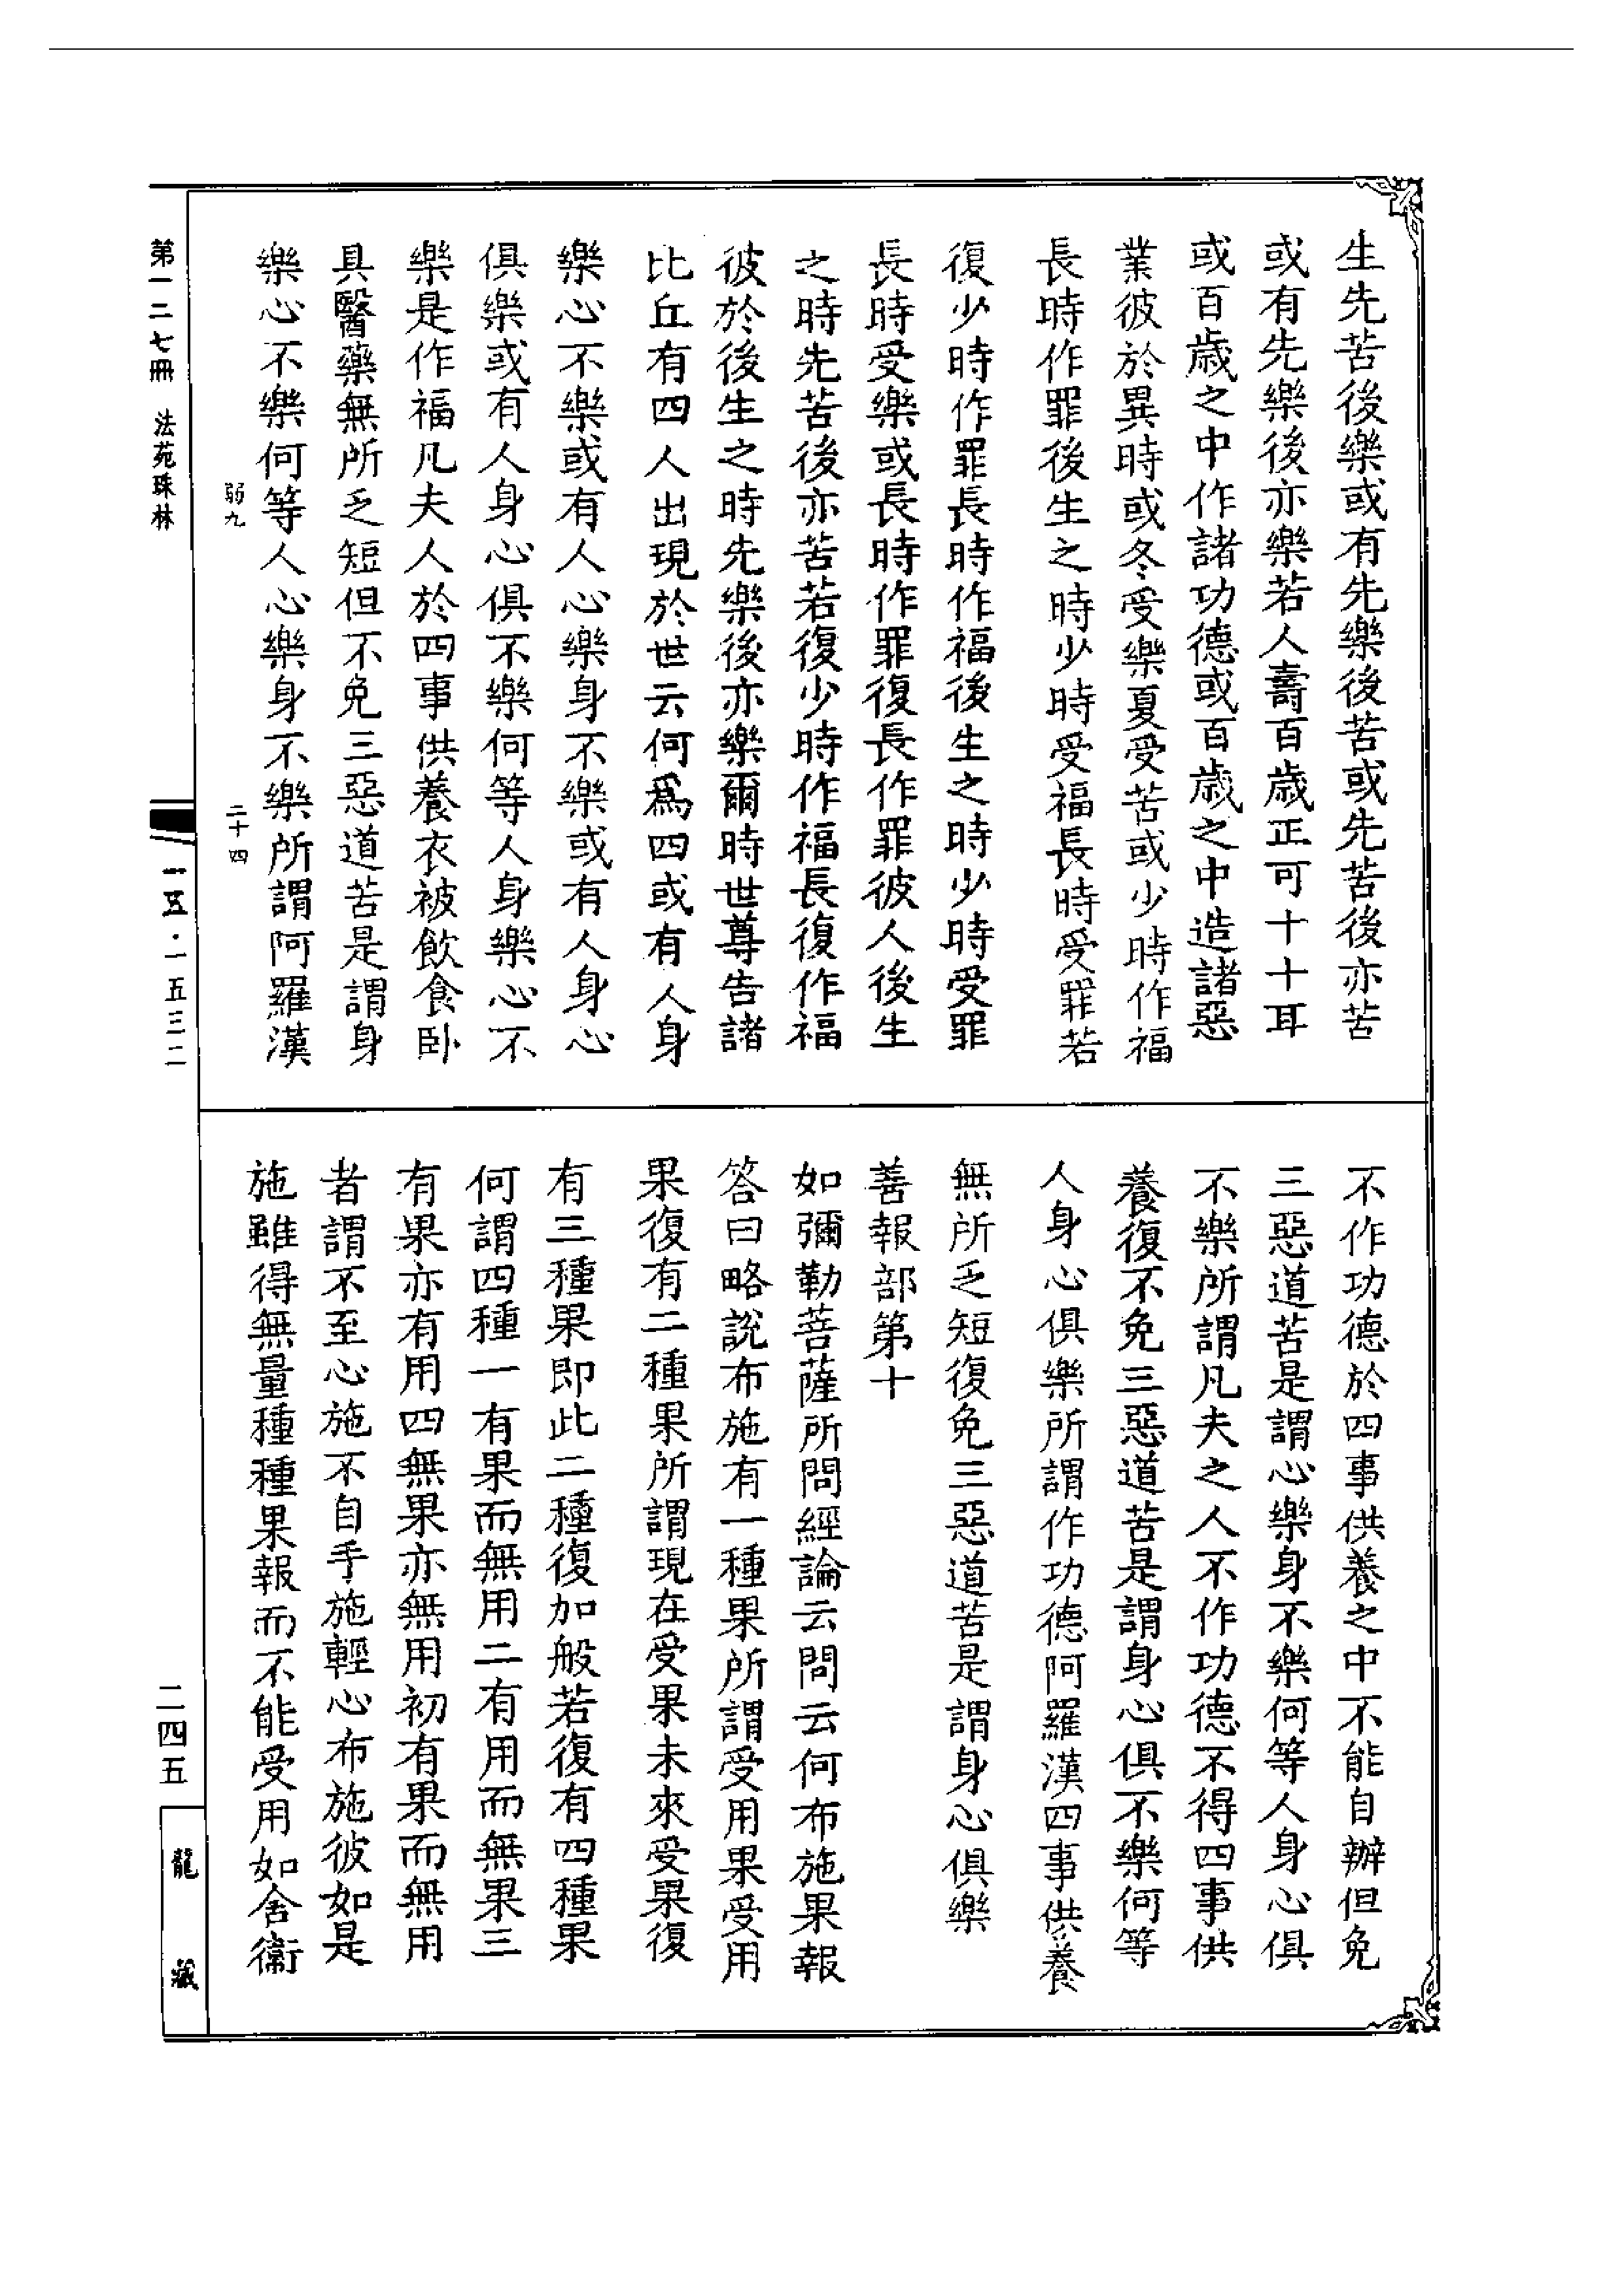 生先苦後樂或有先樂後苦或先苦後亦苦
或有先樂後亦樂若人壽百歲正可十十耳
或百歲之中作諸功德或百歲之中造諸惡
業彼於異時或冬受樂夏受苦或少時作福
長時作罪後生之時少時受福長時受罪若
復少時作罪長時作福後生之時少時受罪
長時受樂或長時作罪復長作罪彼人後生
之時先苦後亦苦若復少時作福長復作福
彼於後生之時先樂後亦樂爾時世尊告諸
比丘有四人出現於世云何爲四或有人身
樂心不樂或有人心樂身不樂或有人身心
俱樂或有人身心俱不樂何等人身樂心不
樂是作福凡夫人於四事供養衣被飲食卧
具醫藥無所乏短但不免三惡道苦是謂身
樂心不樂何等人心樂身不樂所謂阿羅漢
弱九
二十四
不作功德於四事供養之中不能自辦但免
三惡道苦是謂心樂身不樂何等人身心俱
不樂所謂凡夫之人不作功德不得四事供
養復不免三惡道苦是謂身心俱不樂何等
人身心俱樂所謂作功德阿羅漢四事供養
無所乏短復免三惡道苦是謂身心俱樂
善報部第十
如彌勒菩薩所問經論云問云何布施果報
答曰略說布施有一種果所謂受用果受用
果復有二種果所謂現在受果未來受果復
有三種果即此二種復加般若復有四種果
何謂四種一有果而無用二有用而無果三
有果亦有用四無果亦無用初有果而無用
者謂不至心施不自手施輕心布施彼如是
施雖得無量種種果報而不能受用如舍衞
第一二七冊 法苑珠林
一五·一五三二
二四五
龍藏